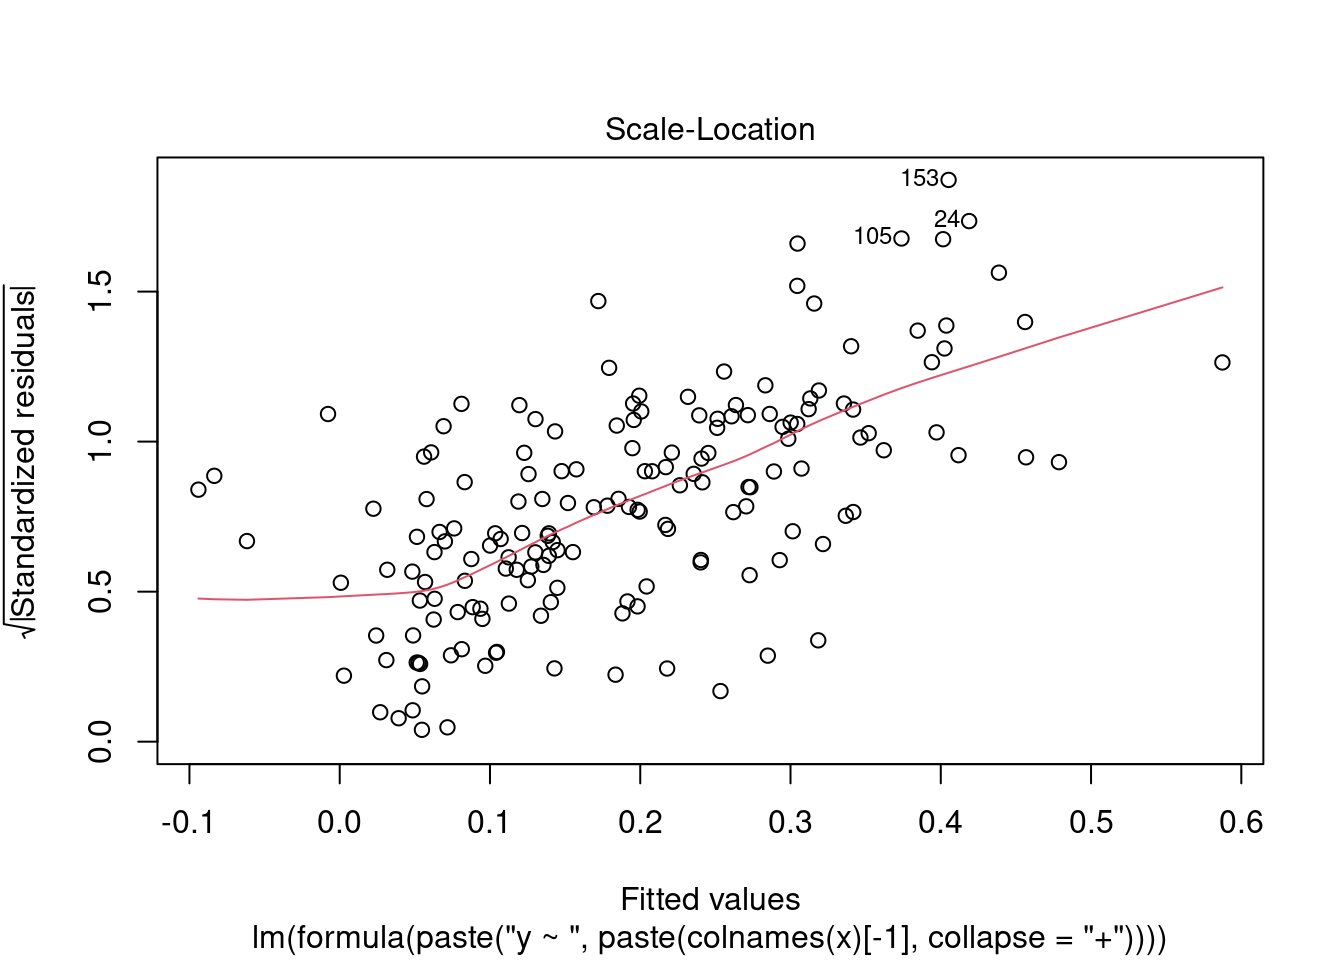 Scale-Location
153
24
105
√|Standardized residuals|
1.5
1.0
0.5
0.0
-0.1 0.0 0.1 0.2 0.3 0.4 0.5 0.6
Fitted values
lm(formula(paste("y ~ ", paste(colnames(x)[-1], collapse = "+"))))